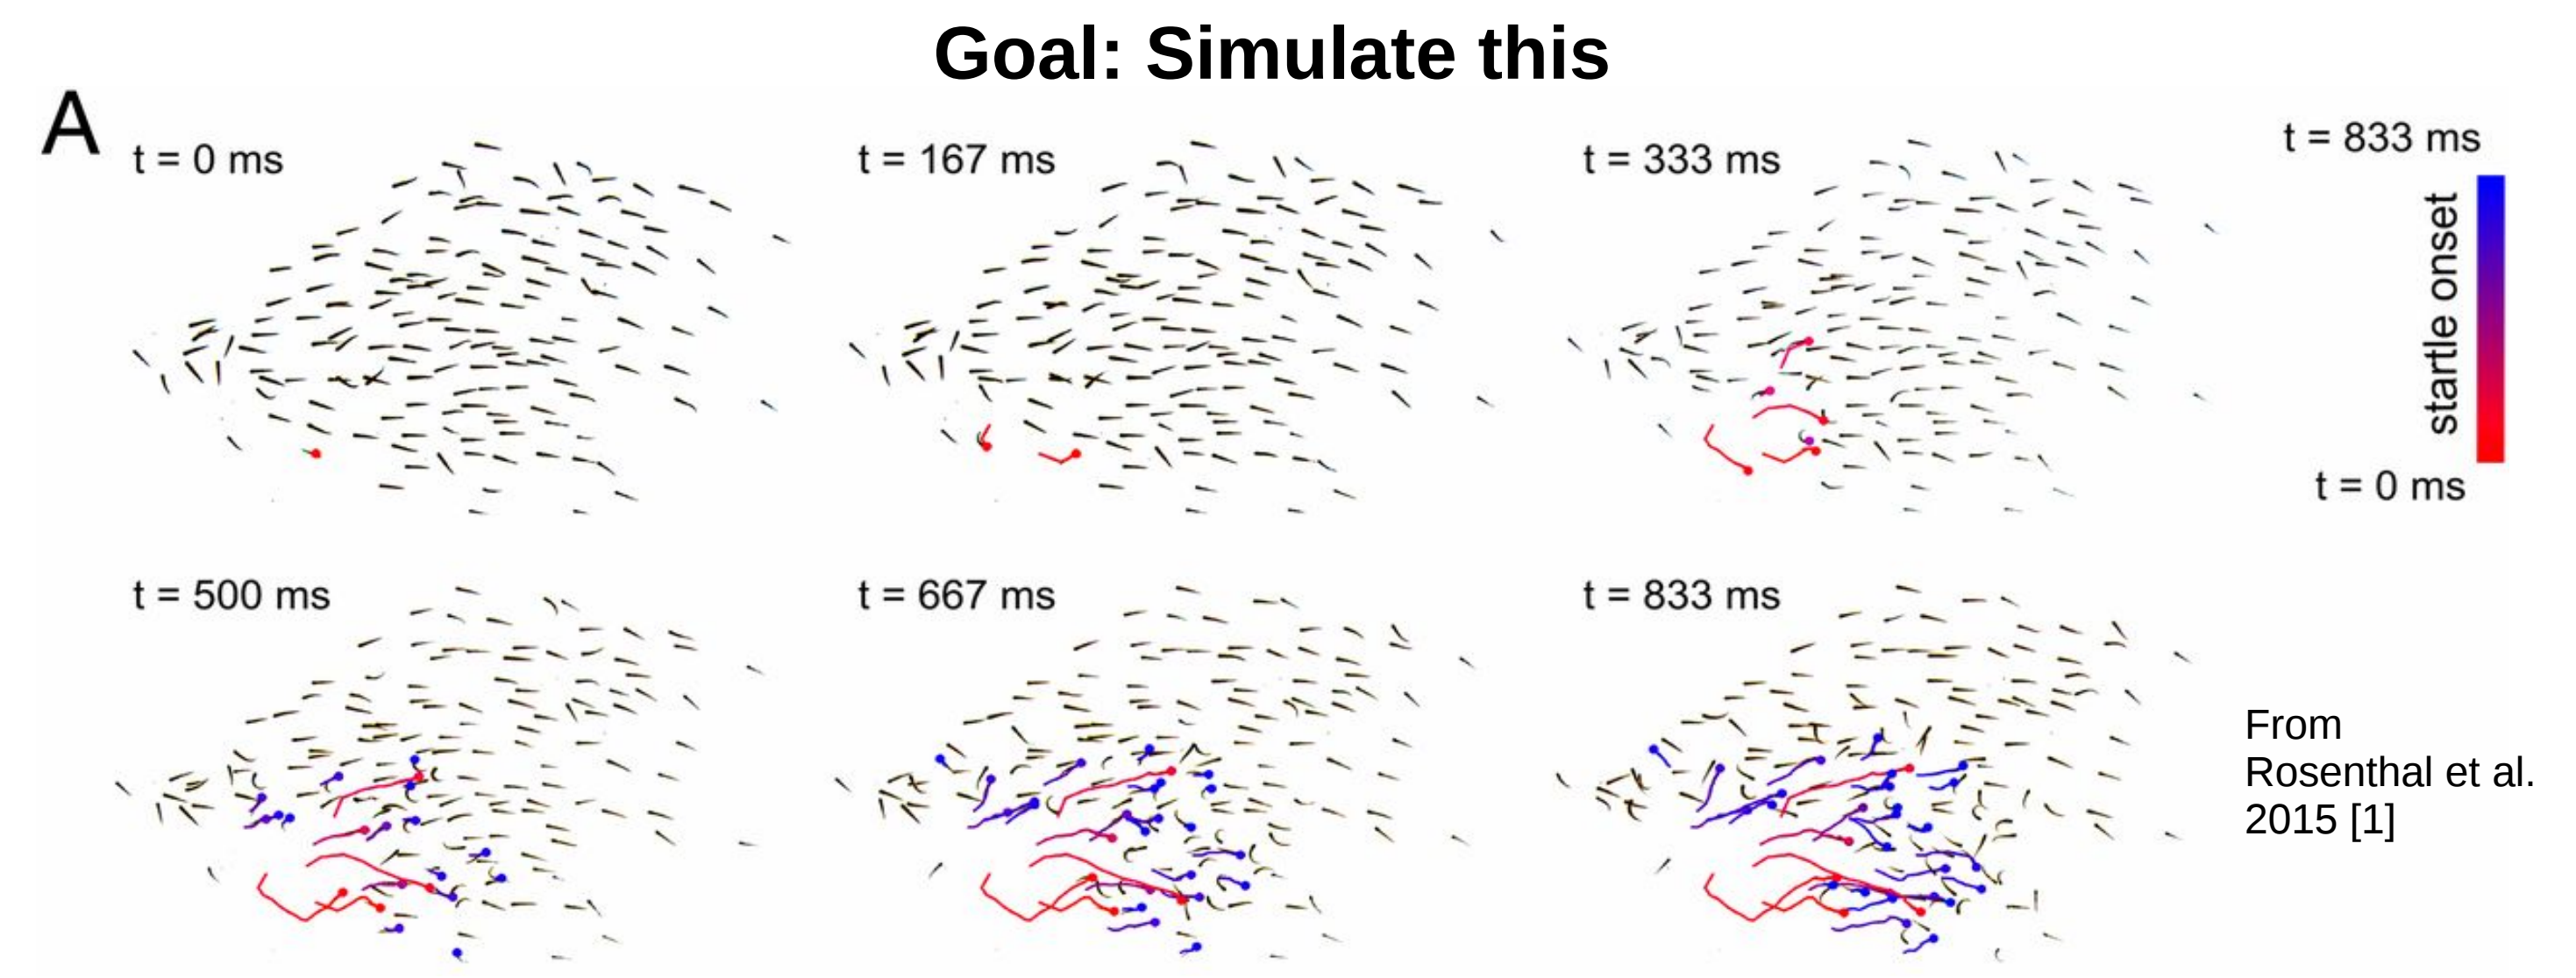 Goal: Simulate this
A
t = 0 ms
t = 167 ms
t = 333 ms
t = 833 ms
startle onset
t = 0 ms
t = 500 ms
t = 667 ms
t = 833 ms
From
Rosenthal et al.
2015 [1]